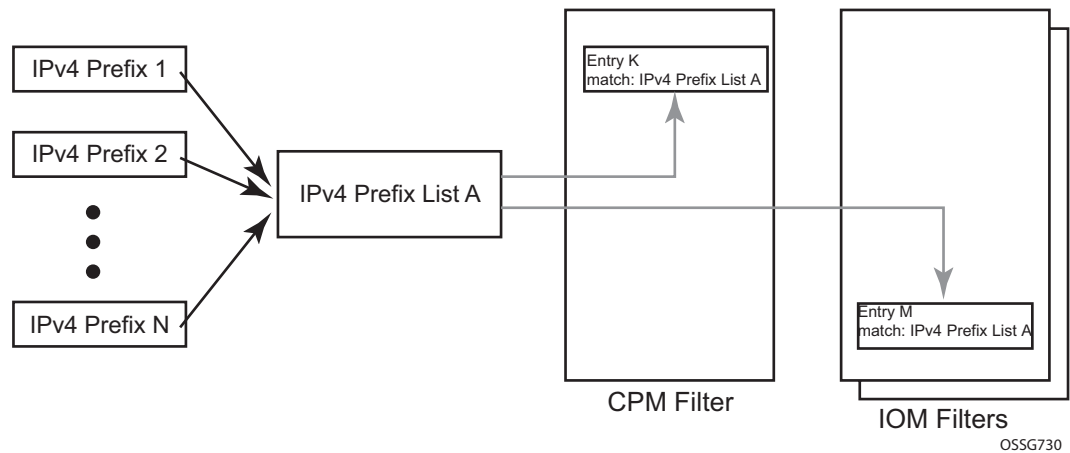 IPv4 Prefix 1
IPv4 Prefix 2
IPv4 Prefix N
IPv4 Prefix List A
Entry K
match: IPv4 Prefix List A
CPM Filter
Entry M
match: IPv4 Prefix List A
IOM Filters
OSSG730